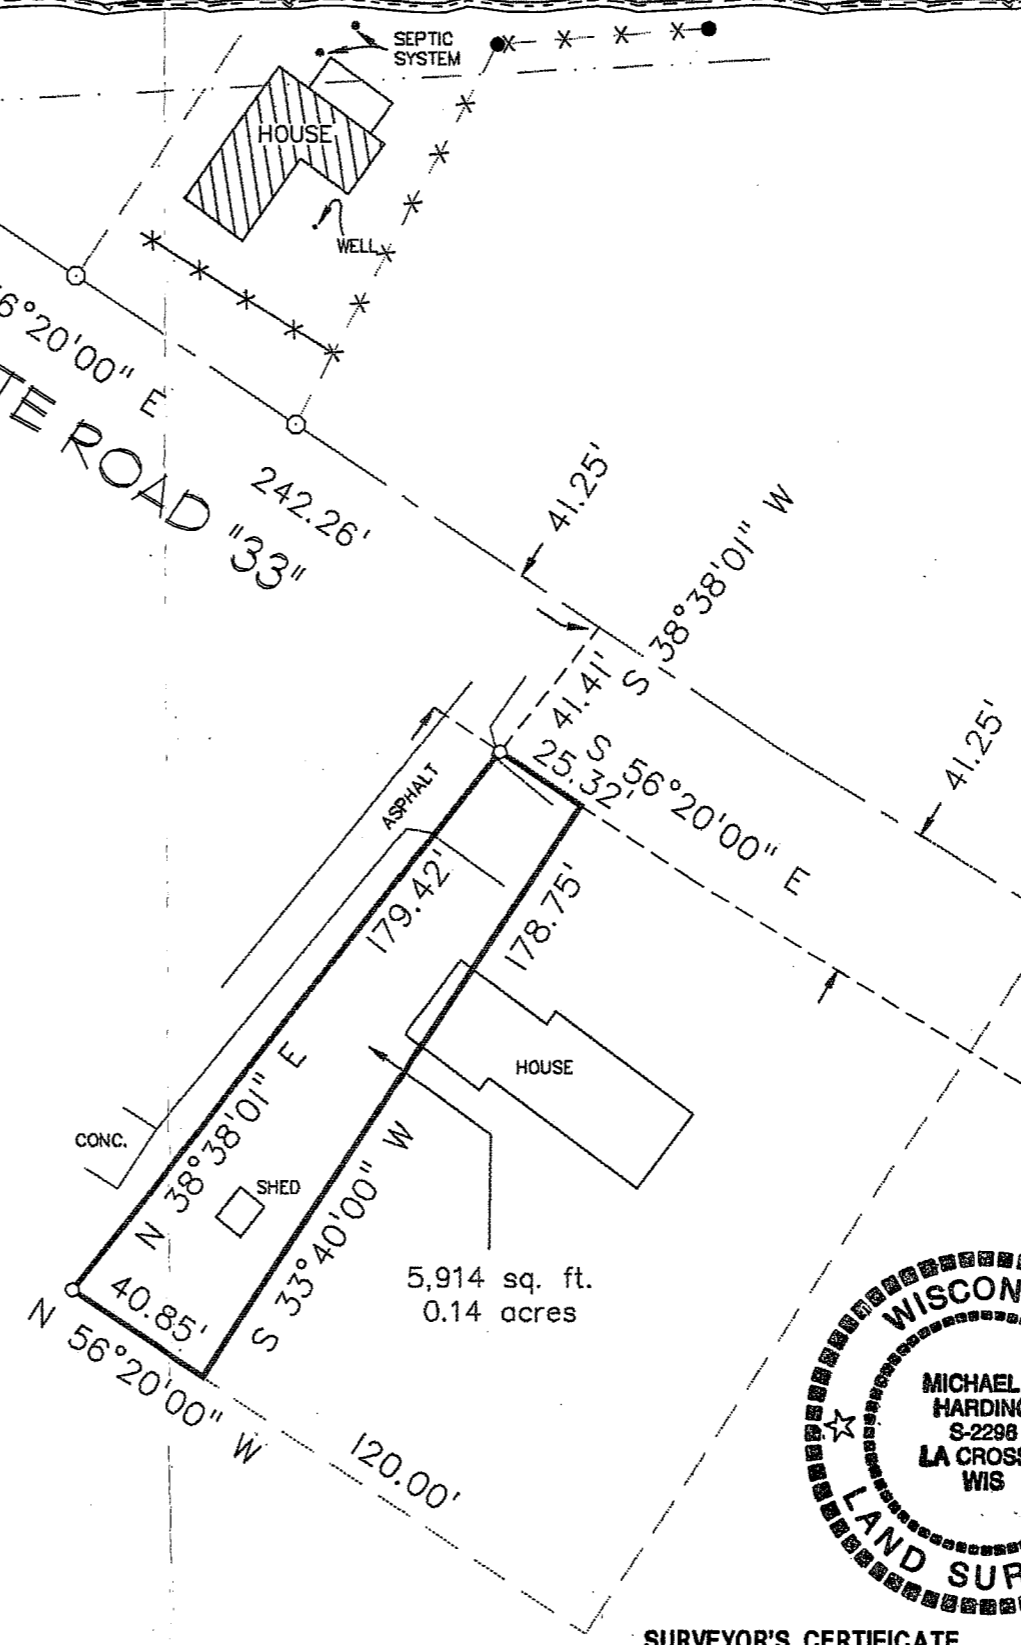 SEPTIC
SYSTEM
HOUSE
WELL
6°20'00" E
TE ROAD "33"
242.26'
41.25'
S 38°38'01" W
41.41'
41.25'
S 56°20'00" E
25.32'
ASPHALT
179.42'
178.75'
HOUSE
N 38°38'01" E
CONC.
SHED
S 33°40'00" W
5,914 sq. ft.
0.14 acres
40.85'
N 56°20'00" W
120.00'
WISCON
MICHAEL
HARDING
S-2298
LA CROSS
WIS
LAND SUR
SURVEYOR'S CERTIFICATE